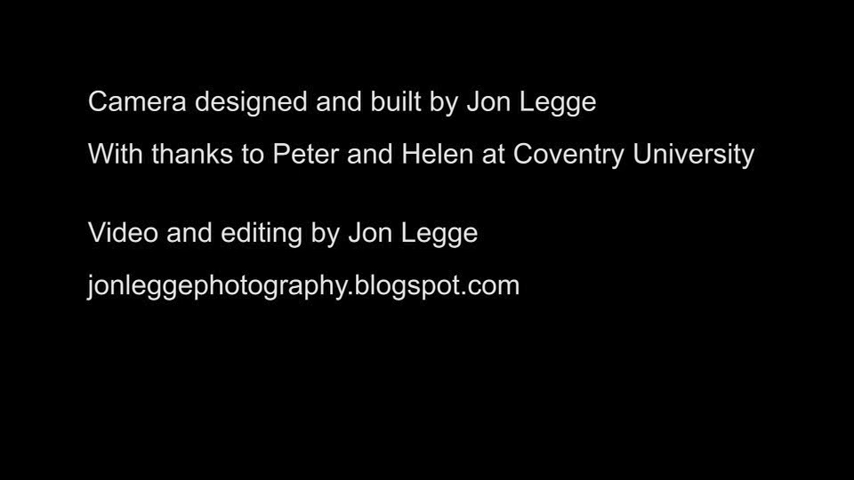 Camera designed and built by Jon Legge
With thanks to Peter and Helen at Coventry University
Video and editing by Jon Legge
jonleggephotography.blogspot.com